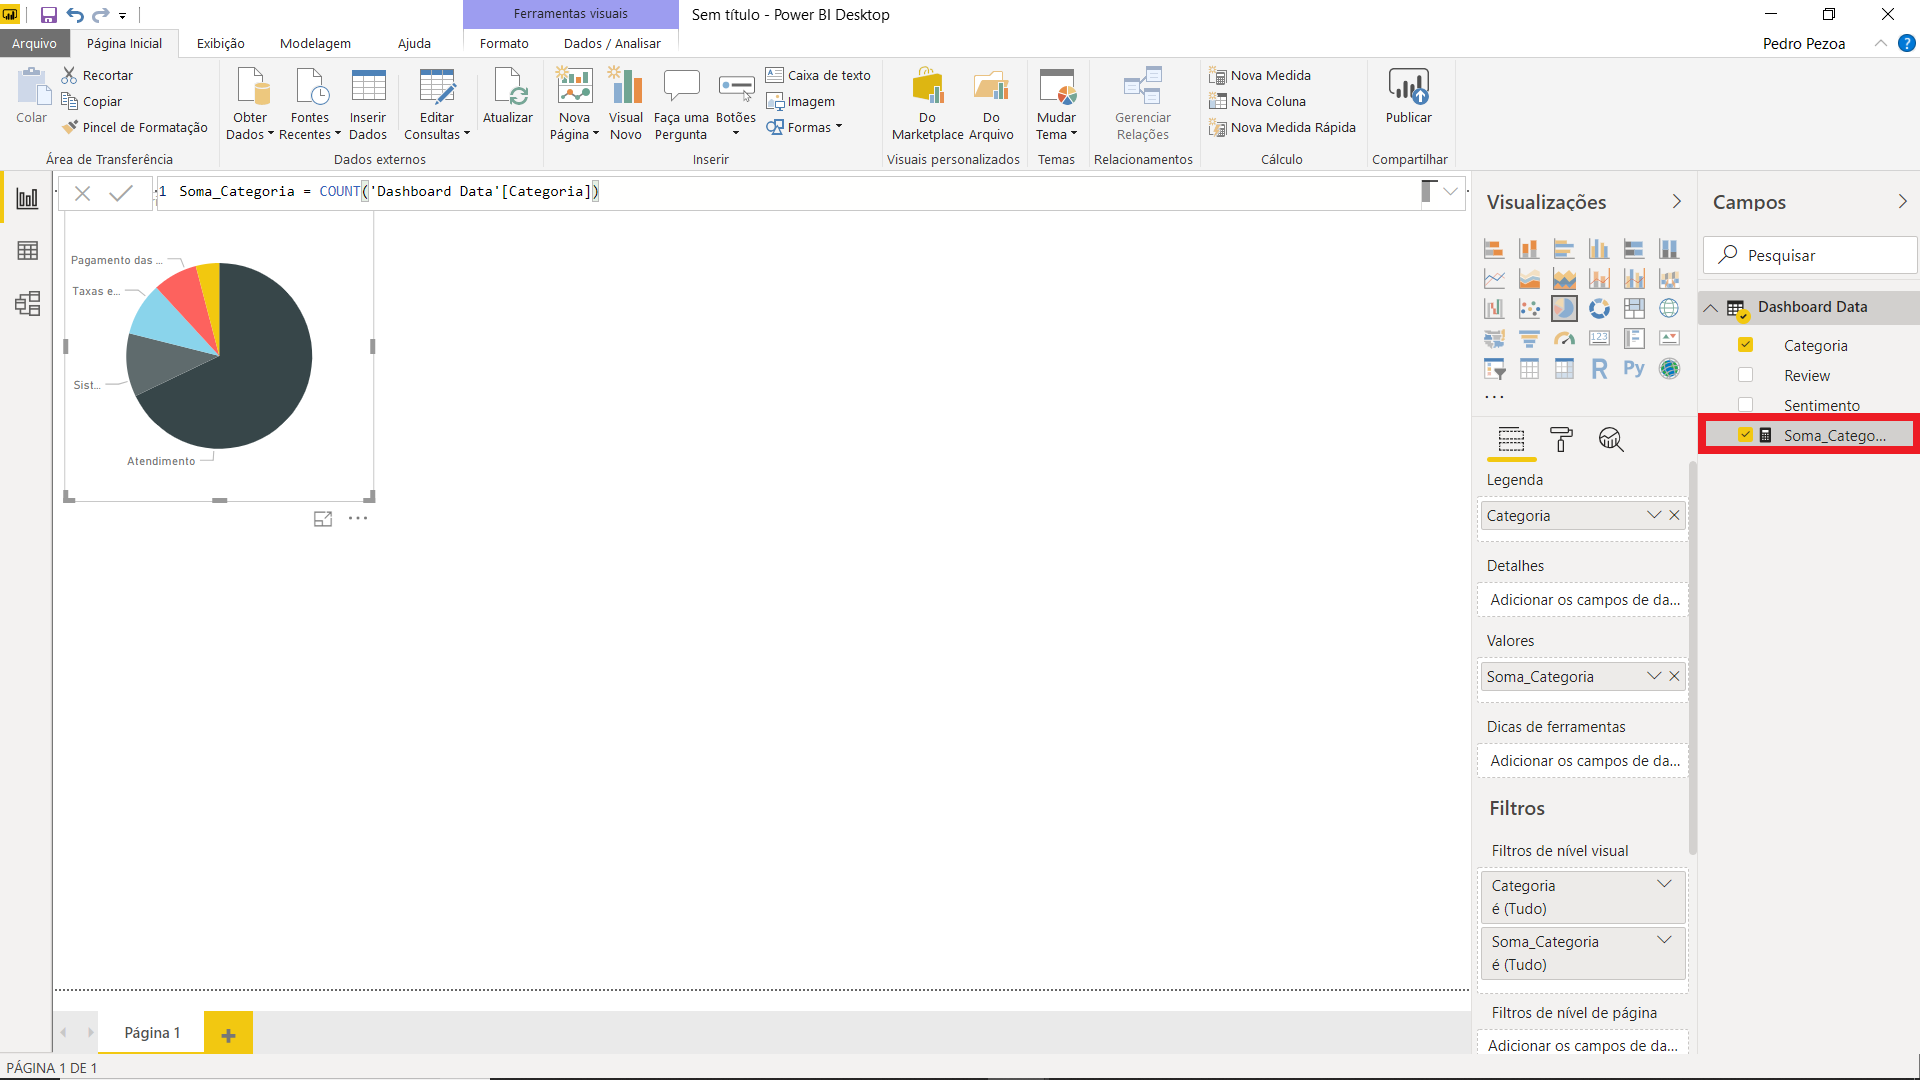 Ferramentas visuais
Sem título - Power BI Desktop
Arquivo
Página Inicial
Exibição
Modelagem
Ajuda
Formato
Dados / Analisar
Pedro Pezoa
?
Colar
Recortar
Copiar
Pincel de Formatação
Área de Transferência
Obter
Dados
Fontes
Recentes
Inserir
Dados
Editar
Consultas
Atualizar
Dados externos
Nova
Página
Visual
Novo
Faça uma
Pergunta
Botões
Caixa de texto
Imagem
Formas
Inserir
Do
Marketplace
Do
Arquivo
Visuais personalizados
Mudar
Tema
Temas
Gerenciar
Relações
Relacionamentos
Nova Medida
Nova Coluna
Nova Medida Rápida
Cálculo
Publicar
Compartilhar
1 Soma_Categoria = COUNT('Dashboard Data'[Categoria])
Pagamento das ...
Taxas e...
Sist...
Atendimento
Visualizações
123
R
Py
...
Legenda
Categoria
Detalhes
Adicionar os campos de da...
Valores
Soma_Categoria
Dicas de ferramentas
Adicionar os campos de da...
Filtros
Filtros de nível visual
Categoria
é (Tudo)
Soma_Categoria
é (Tudo)
Filtros de nível de página
Adicionar os campos de da...
Campos
Pesquisar
Dashboard Data
Categoria
Review
Sentimento
Soma_Catego...
Página 1
+
PÁGINA 1 DE 1